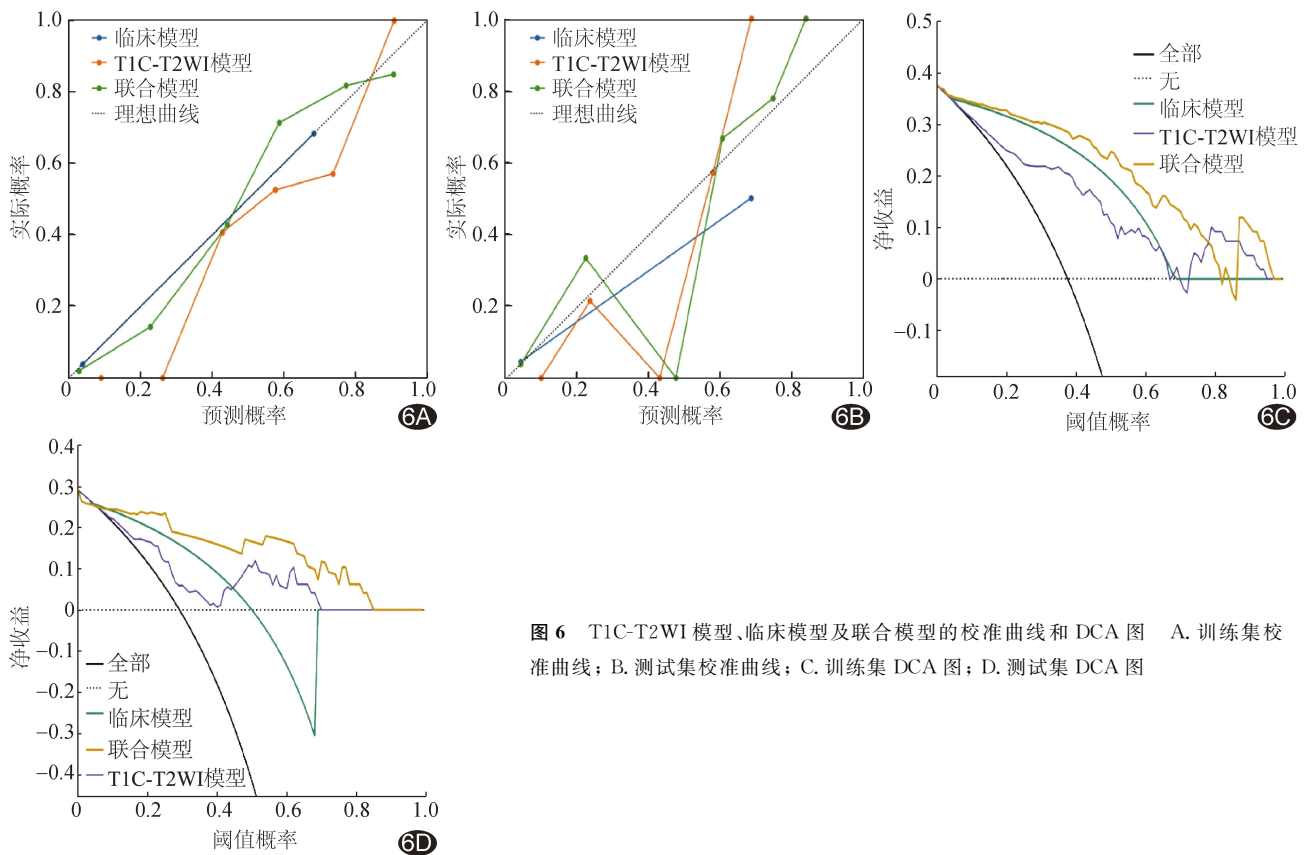 1.0
0.8
0.6
0.4
0.2
0
0.2
0.4
0.6
0.8
1.0
实际概率
预测概率
临床模型
T1C-T2WI模型
联合模型
理想曲线
6A
1.0
0.8
0.6
0.4
0.2
0
0.2
0.4
0.6
0.8
1.0
实际概率
预测概率
临床模型
T1C-T2WI模型
联合模型
理想曲线
6B
0.5
0.4
0.3
0.2
0.1
0
−0.1
0.2
0.4
0.6
0.8
1.0
净收益
阈值概率
全部
无
临床模型
T1C-T2WI模型
联合模型
6C
0.4
0.3
0.2
0.1
0
−0.1
−0.2
−0.3
−0.4
0
0.2
0.4
0.6
0.8
1.0
净收益
阈值概率
全部
无
临床模型
联合模型
T1C-T2WI模型
6D
图6 T1C-T2WI模型、临床模型及联合模型的校准曲线和DCA图 A.训练集校
准曲线；B.测试集校准曲线；C.训练集DCA图；D.测试集DCA图